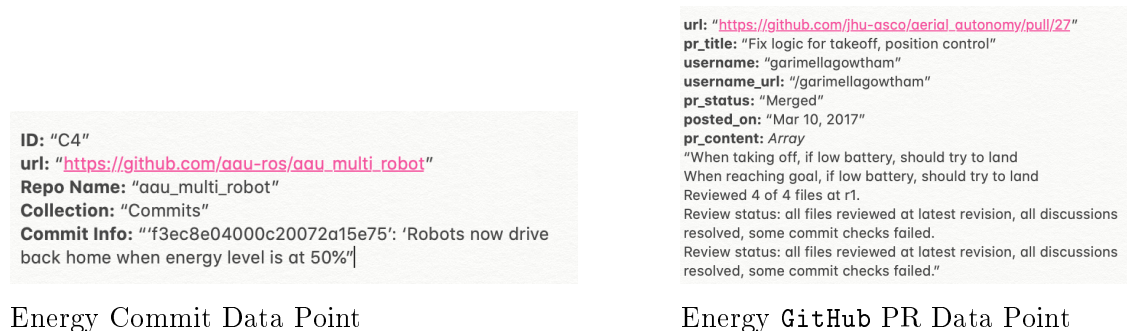 ID: “C4”
url: “https://github.com/aau-ros/aau_multi_robot”
Repo Name: “aau_multi_robot”
Collection: “Commits”
Commit Info: “‘f3ec8e04000c20072a15e75’: ‘Robots now drive
back home when energy level is at 50%”
Energy Commit Data Point
url: “https://github.com/jhu-asco/aerial_autonomy/pull/27”
pr_title: “Fix logic for takeoff, position control”
username: “garimellagowtham”
username_url: “/garimellagowtham”
pr_status: “Merged”
posted_on: “Mar 10, 2017”
pr_content: Array
“When taking off, if low battery, should try to land
When reaching goal, if low battery, should try to land
Reviewed 4 of 4 files at r1.
Review status: all files reviewed at latest revision, all discussions
resolved, some commit checks failed.
Review status: all files reviewed at latest revision, all discussions
resolved, some commit checks failed.”
Energy GitHub PR Data Point